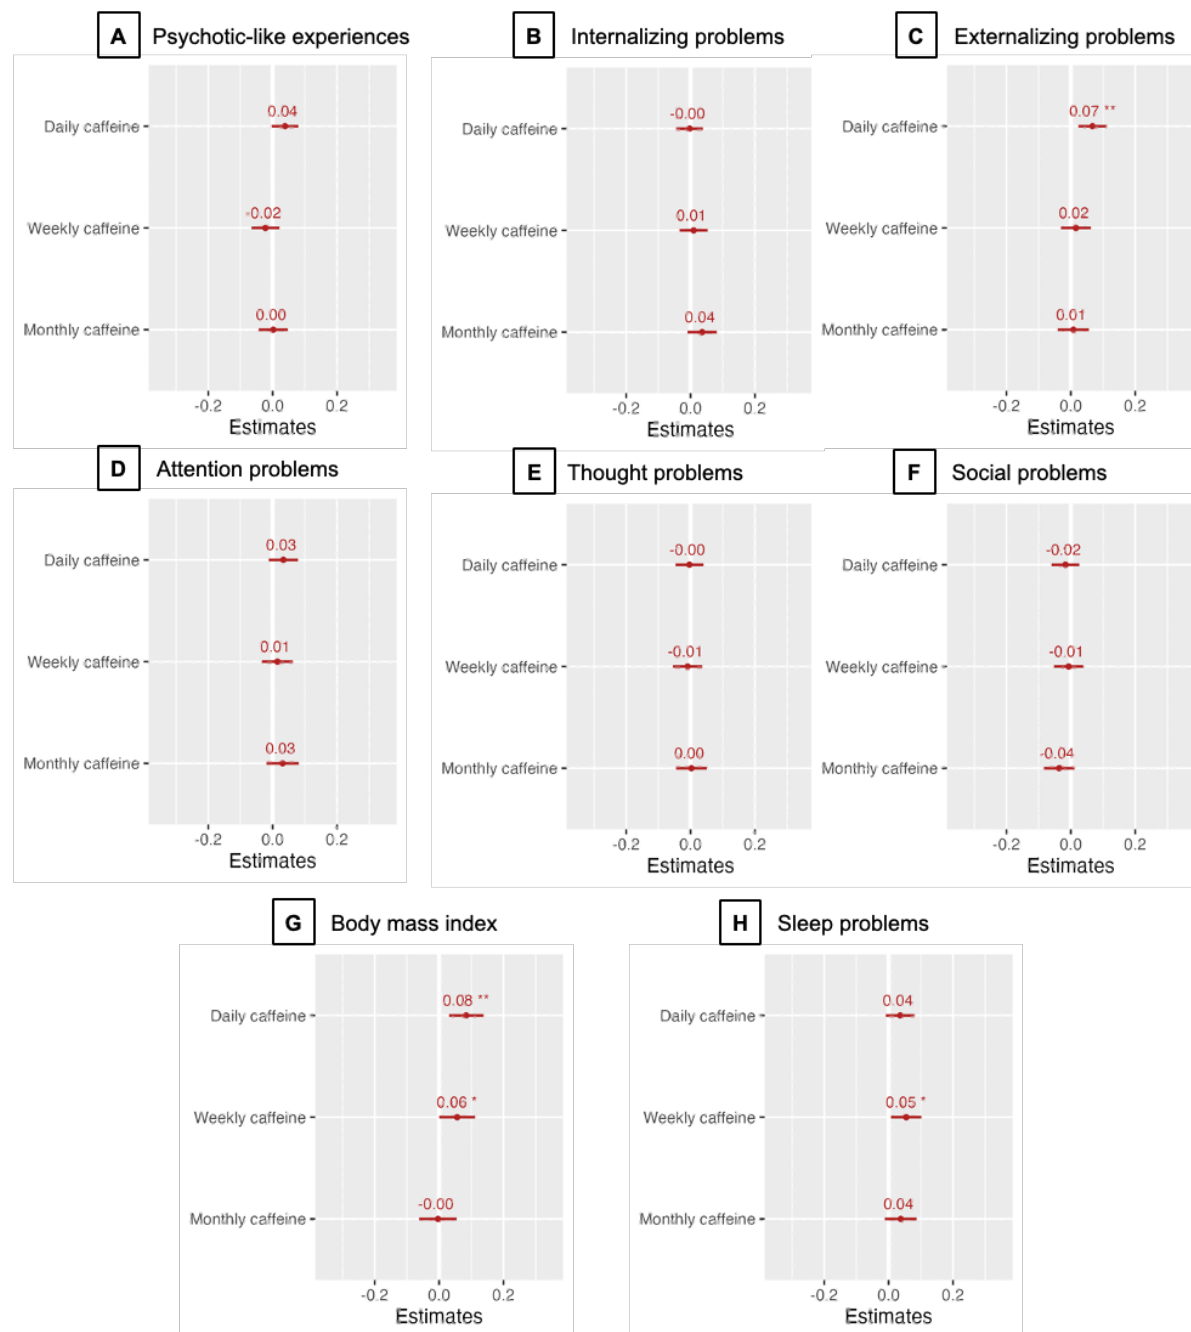 A Psychotic-like experiences
Daily caffeine
0.04
Weekly caffeine
-0.02
Monthly caffeine
0.00
-0.2 0.0 0.2
Estimates
B Internalizing problems
Daily caffeine
-0.00
Weekly caffeine
0.01
Monthly caffeine
0.04
-0.2 0.0 0.2
Estimates
C Externalizing problems
Daily caffeine
0.07 **
Weekly caffeine
0.02
Monthly caffeine
0.01
-0.2 0.0 0.2
Estimates
D Attention problems
Daily caffeine
0.03
Weekly caffeine
0.01
Monthly caffeine
0.03
-0.2 0.0 0.2
Estimates
E Thought problems
Daily caffeine
-0.00
Weekly caffeine
-0.01
Monthly caffeine
0.00
-0.2 0.0 0.2
Estimates
F Social problems
Daily caffeine
-0.02
Weekly caffeine
-0.01
Monthly caffeine
-0.04
-0.2 0.0 0.2
Estimates
G Body mass index
Daily caffeine
0.08 **
Weekly caffeine
0.06 *
Monthly caffeine
-0.00
-0.2 0.0 0.2
Estimates
H Sleep problems
Daily caffeine
0.04
Weekly caffeine
0.05 *
Monthly caffeine
0.04
-0.2 0.0 0.2
Estimates